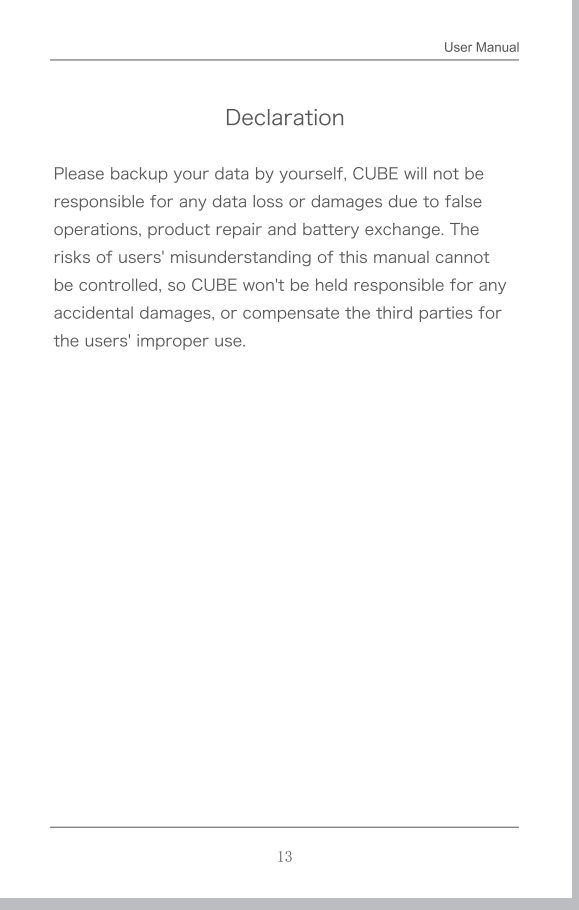 User Manual
Declaration
Please backup your data by yourself, CUBE will not be
responsible for any data loss or damages due to false
operations, product repair and battery exchange. The
risks of users' misunderstanding of this manual cannot
be controlled, so CUBE won't be held responsible for any
accidental damages, or compensate the third parties for
the users' improper use.
13